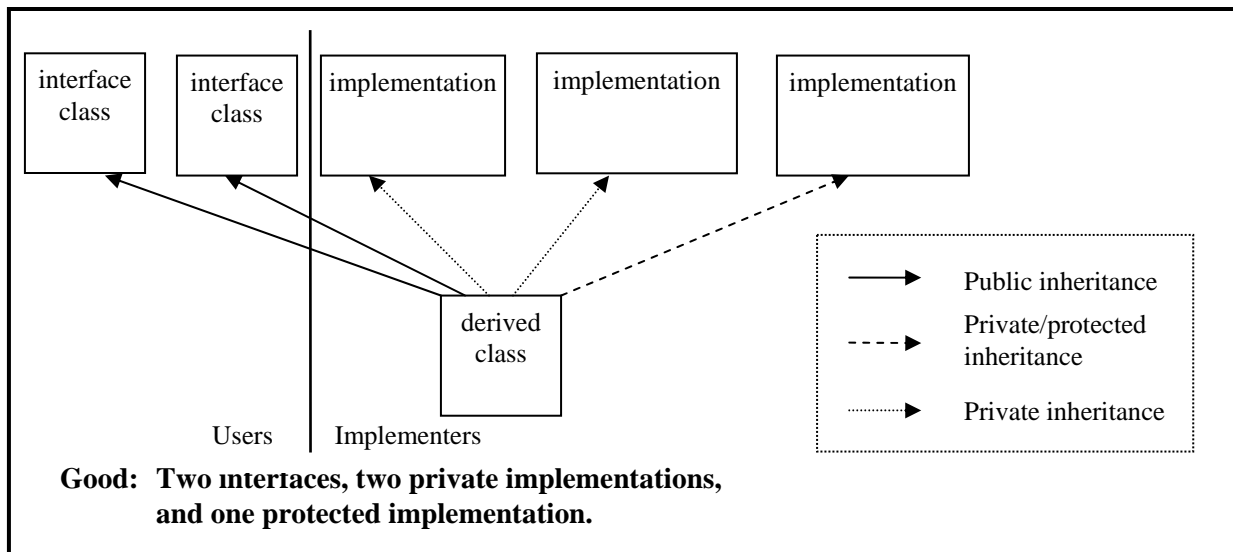 interface
class
interface
class
implementation
implementation
implementation
derived
class
Public inheritance
Private/protected
inheritance
Private inheritance
Users
Implementers
Good: Two interfaces, two private implementations,
and one protected implementation.